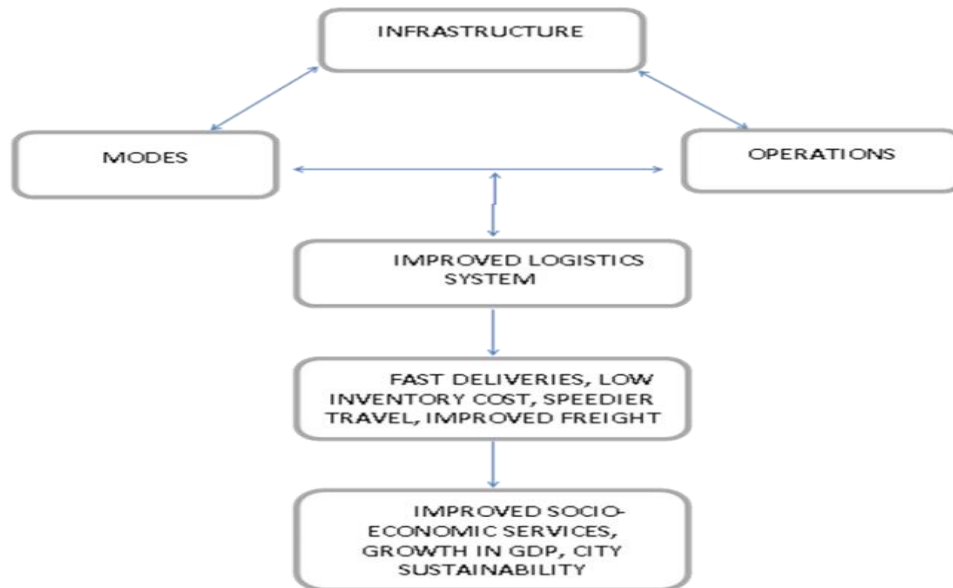 INFRASTRUCTURE
MODES
OPERATIONS
IMPROVED LOGISTICS
SYSTEM
FAST DELIVERIES, LOW
INVENTORY COST, SPEEDIER
TRAVEL, IMPROVED FREIGHT
IMPROVED SOCIO-
ECONOMIC SERVICES,
GROWTH IN GDP, CITY
SUSTAINABILITY